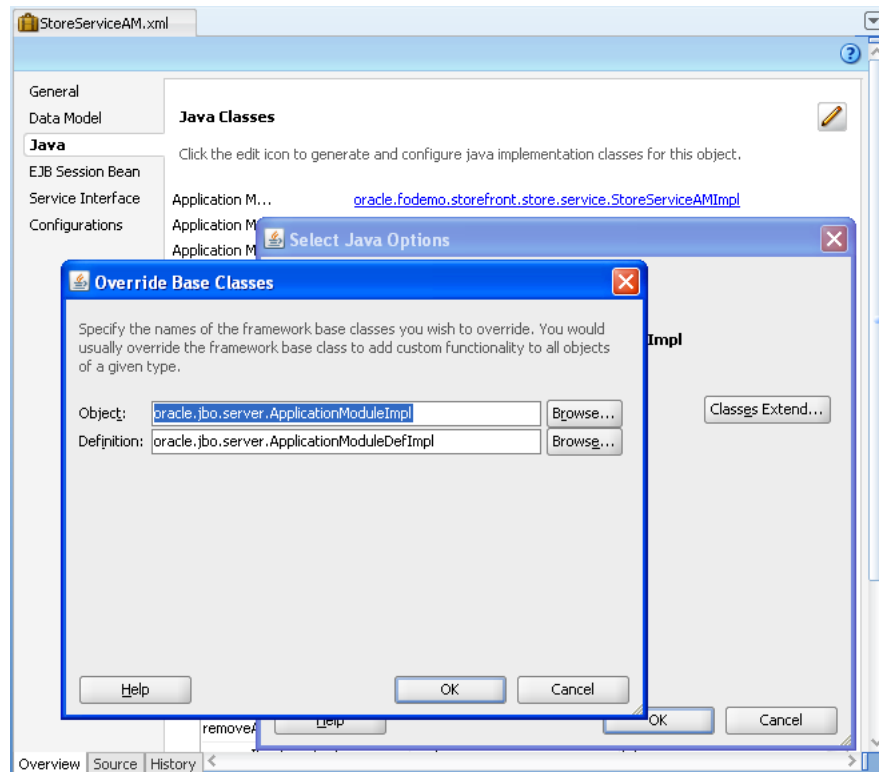 StoreServiceAM.xml
General
Data Model
Java
EJB Session Bean
Service Interface
Configurations
Java Classes
Click the edit icon to generate and configure java implementation classes for this object.
Application M... oracle.fodemo.storefront.store.service.StoreServiceAMImpl
Application M
Application M
Select Java Options
Impl
Classes Extend...
Override Base Classes
Specify the names of the framework base classes you wish to override. You would
usually override the framework base class to add custom functionality to all objects
of a given type.
Object: oracle.jbo.server.ApplicationModuleImpl Browse...
Definition: oracle.jbo.server.ApplicationModuleDefImpl Browse...
Help OK Cancel
removeA Help OK Cancel
Overview Source History